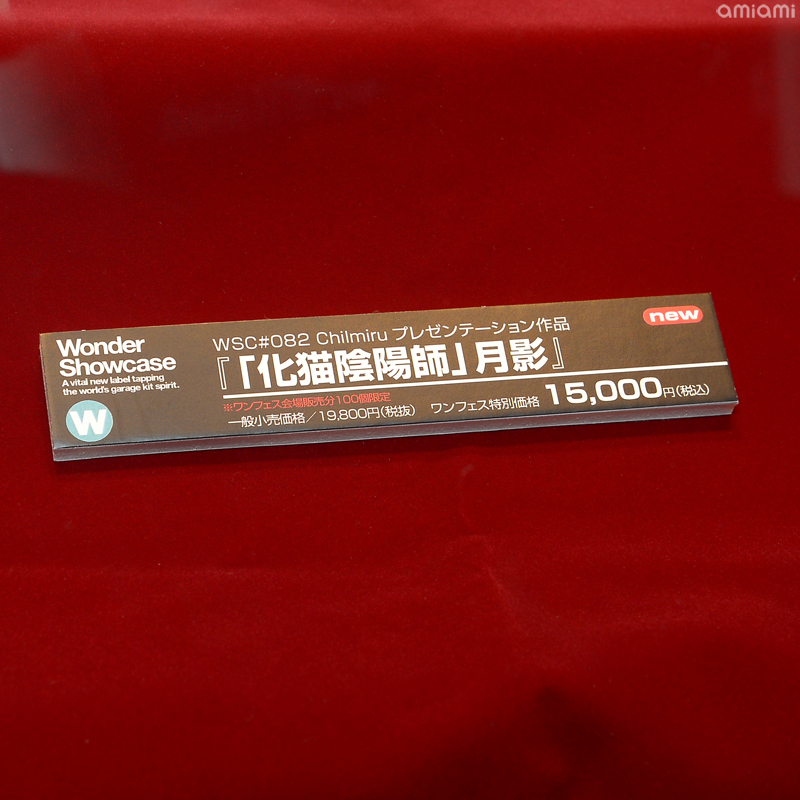 amiami
Wonder
Showcase
A vital new label tapping
the world's garage kit spirit.
W
WSC#082 Chilmiru プレゼンテーション作品
new
『「化猫陰陽師」月影』
※ワンフェス会場販売分100個限定
一般小売価格/19,800円(税抜) ワンフェス特別価格 15,000円(税込)